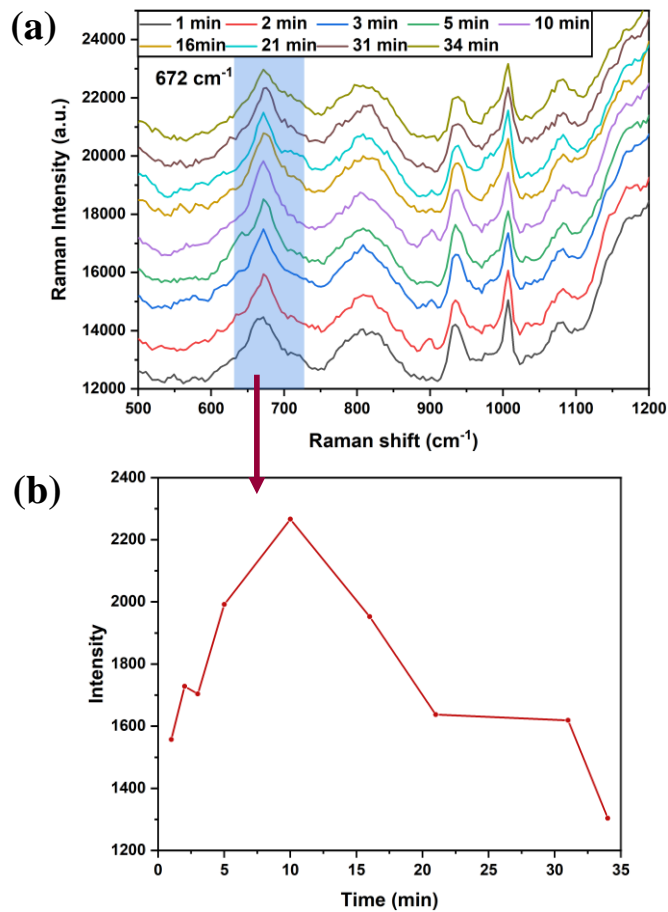 (a)
1 min 2 min 3 min 5 min 10 min
16min 21 min 31 min 34 min
672 cm⁻¹
24000
22000
20000
18000
16000
14000
12000
Raman Intensity (a.u.)
500 600 700 800 900 1000 1100 1200
Raman shift (cm⁻¹)
(b)
2400
2200
2000
1800
1600
1400
1200
Intensity
0 5 10 15 20 25 30 35
Time (min)